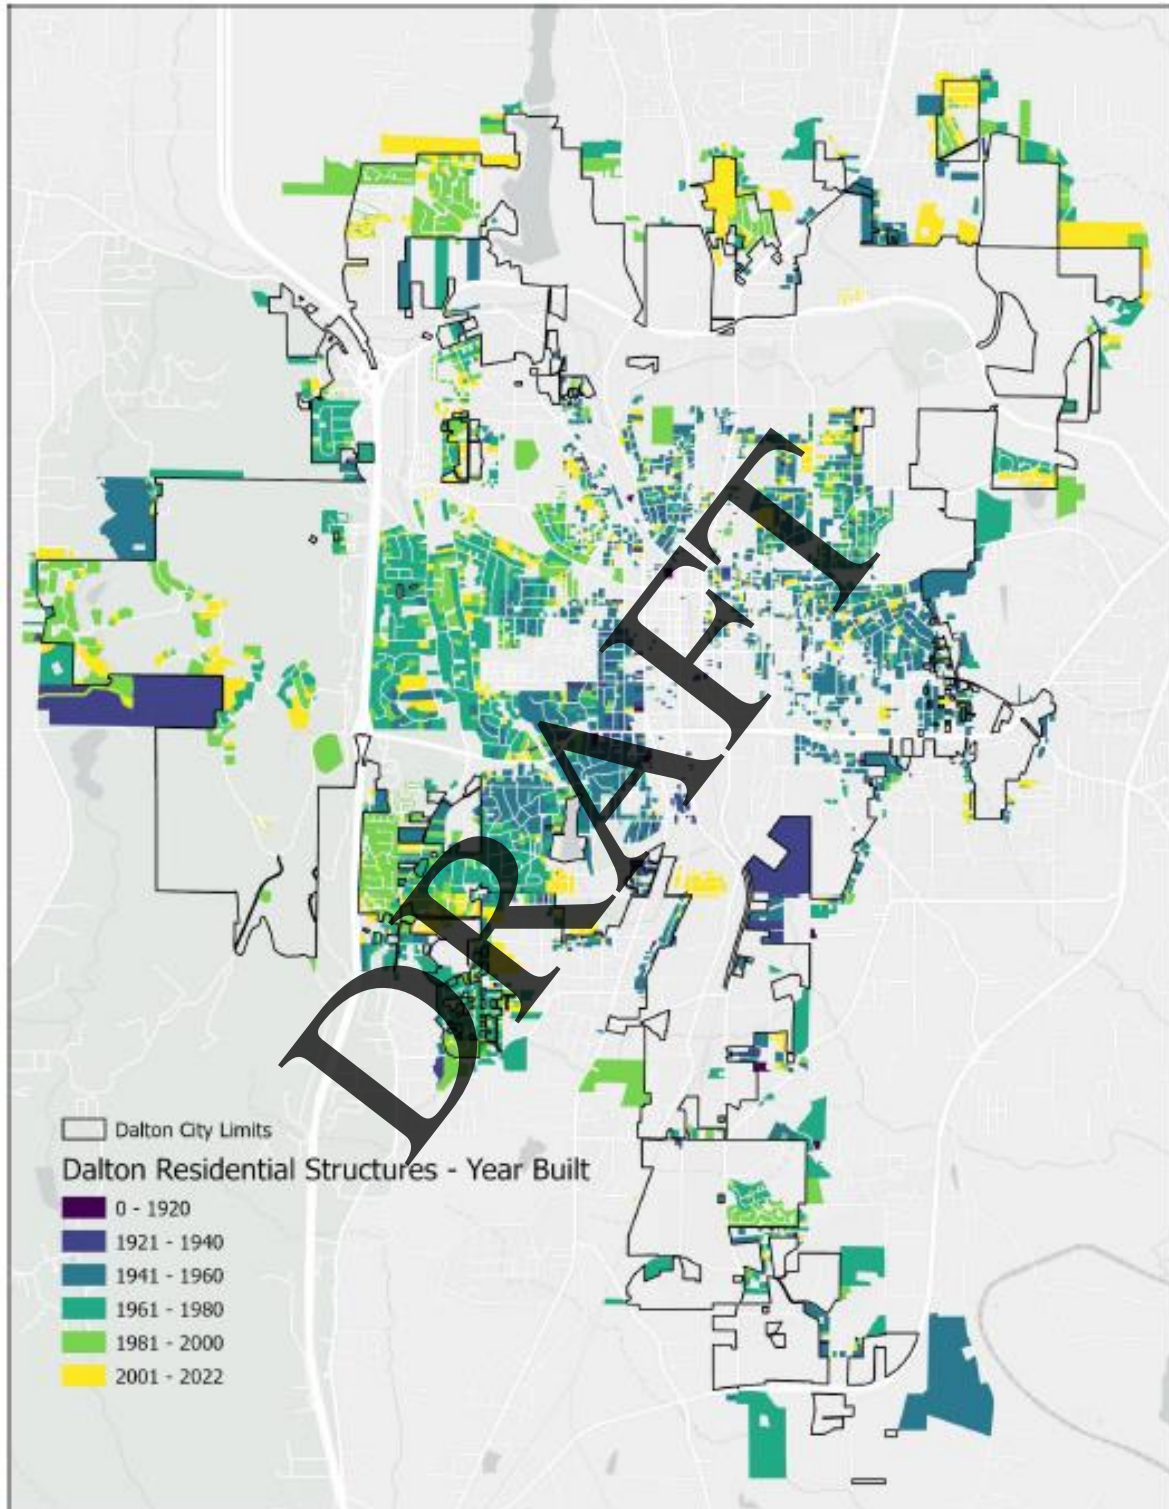 DRAFT
Dalton City Limits
Dalton Residential Structures - Year Built
0 - 1920
1921 - 1940
1941 - 1960
1961 - 1980
1981 - 2000
2001 - 2022